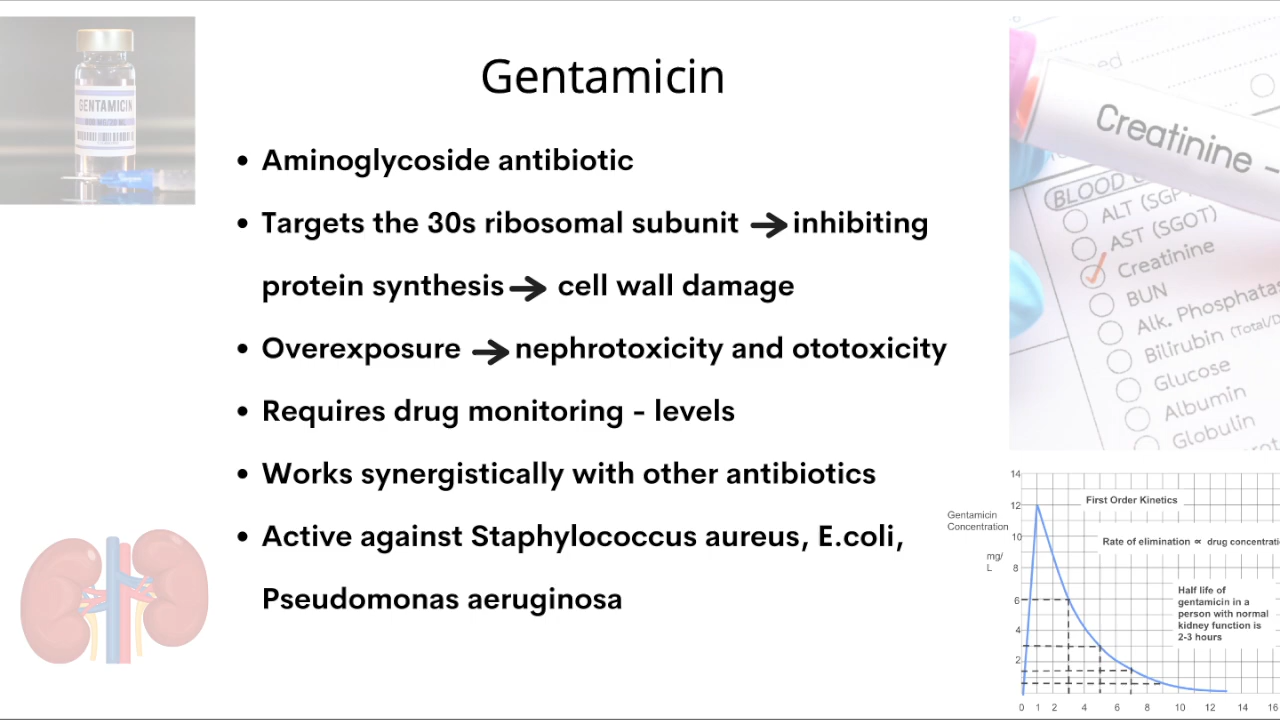 Gentamicin
GENTAMICIN
• Aminoglycoside antibiotic
• Targets the 30s ribosomal subunit → inhibiting
protein synthesis → cell wall damage
• Overexposure → nephrotoxicity and ototoxicity
• Requires drug monitoring - levels
• Works synergistically with other antibiotics
• Active against Staphylococcus aureus, E.coli,
Pseudomonas aeruginosa
Creatinine -
BLOOD
ALT (SGP
AST (SGOT)
Creatinine
BUN
Alk. Phosphatas
Bilirubin (Total/D
Glucose
Albumin
Globulin
Gentamicin
Concentration
mg/
L
First Order Kinetics
Rate of elimination ∝ drug concentrati
Half life of
gentamicin in a
person with normal
kidney function is
2-3 hours
14
12
10
8
6
4
2
0 1 2 4 6 8 10 12 14 16